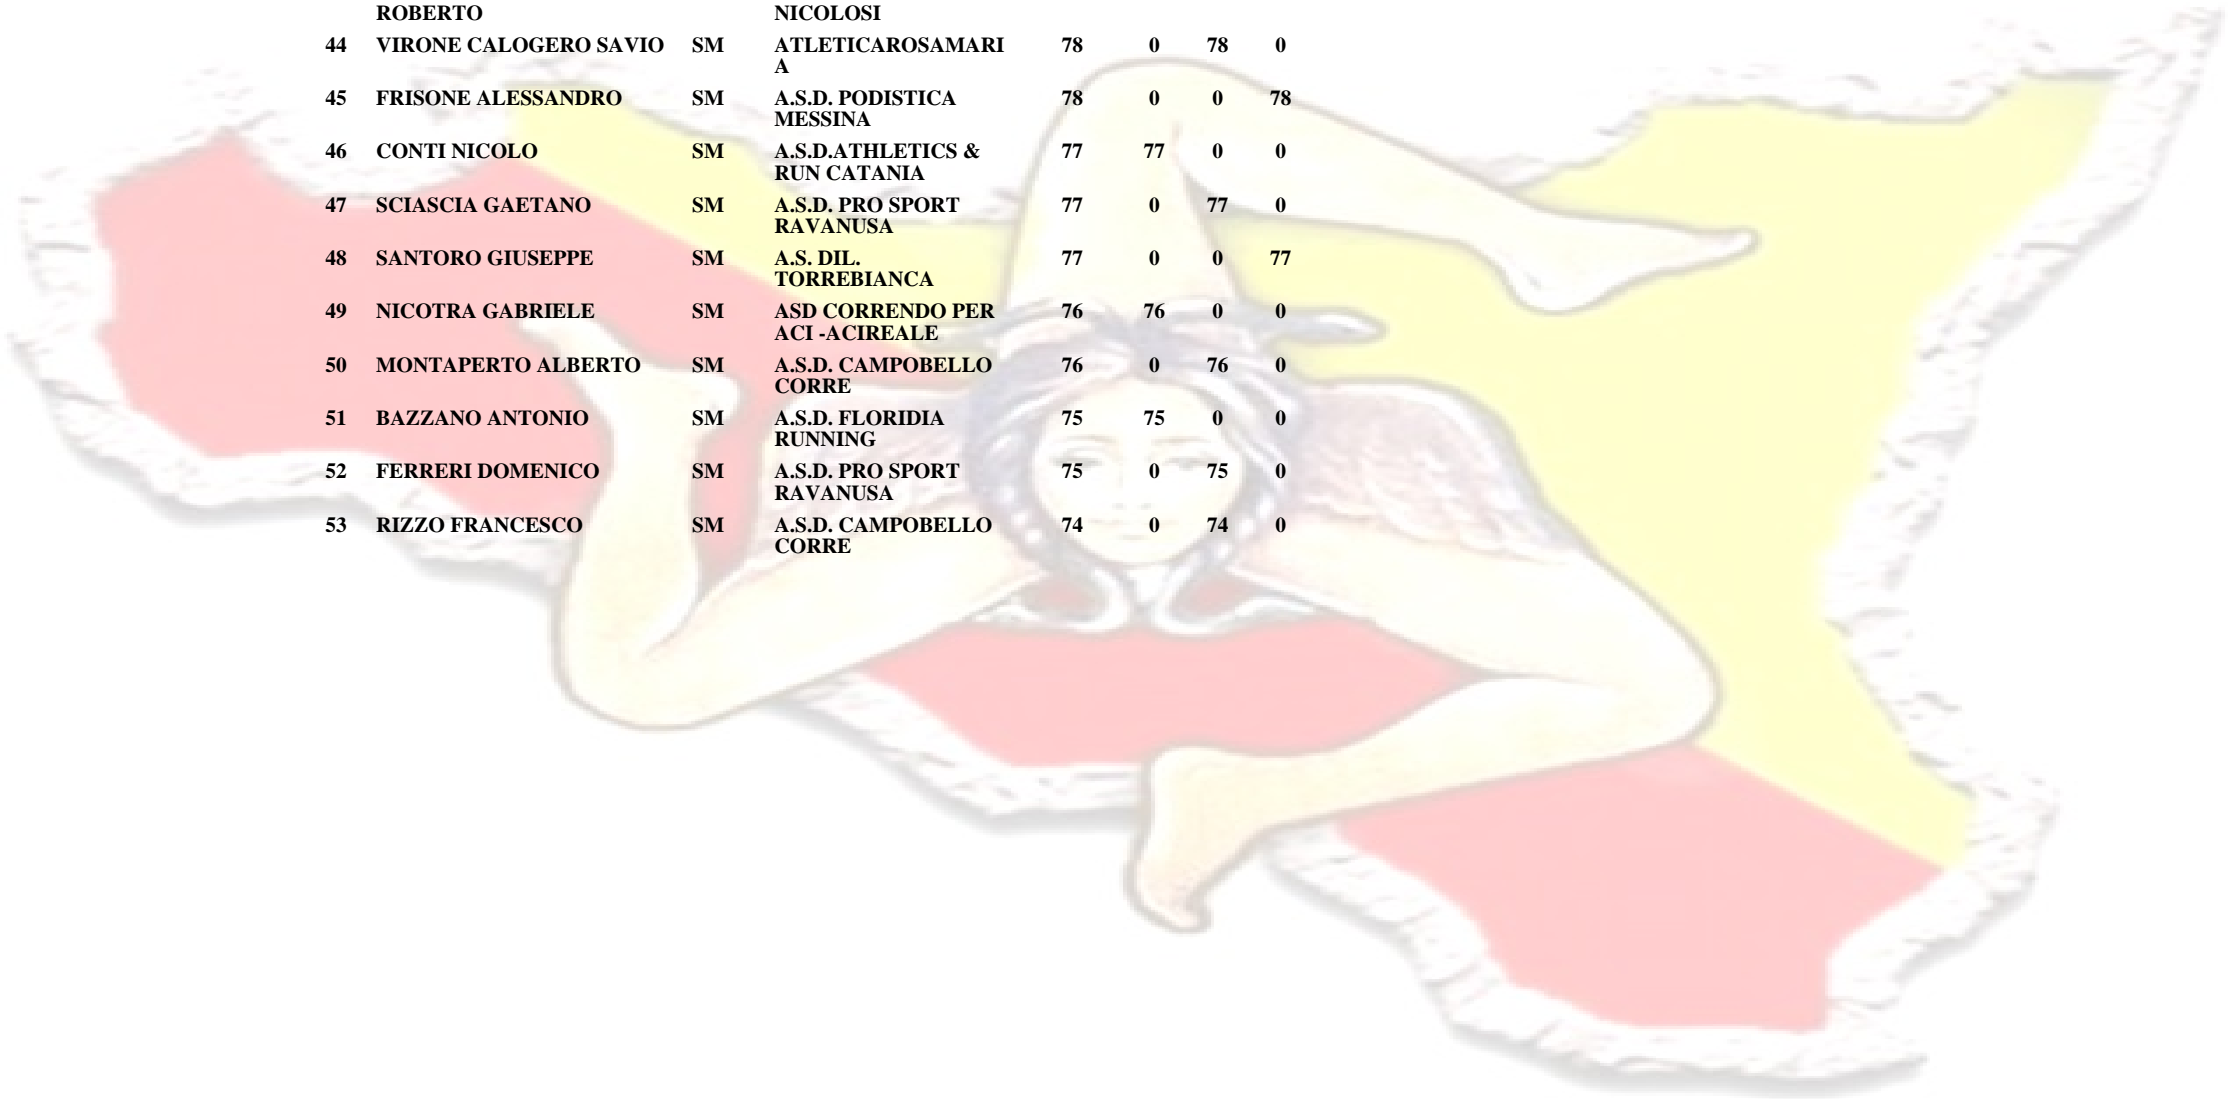 ROBERTO NICOLOSI
44 VIRONE CALOGERO SAVIO SM ATLETICAROSAMARI 78 0 78 0
A
45 FRISONE ALESSANDRO SM A.S.D. PODISTICA 78 0 0 78
MESSINA
46 CONTI NICOLO SM A.S.D.ATHLETICS & 77 77 0 0
RUN CATANIA
47 SCIASCIA GAETANO SM A.S.D. PRO SPORT 77 0 77 0
RAVANUSA
48 SANTORO GIUSEPPE SM A.S. DIL. 77 0 0 77
TORREBIANCA
49 NICOTRA GABRIELE SM ASD CORRENDO PER 76 76 0 0
ACI -ACIREALE
50 MONTAPERTO ALBERTO SM A.S.D. CAMPOBELLO 76 0 76 0
CORRE
51 BAZZANO ANTONIO SM A.S.D. FLORIDIA 75 75 0 0
RUNNING
52 FERRERI DOMENICO SM A.S.D. PRO SPORT 75 0 75 0
RAVANUSA
53 RIZZO FRANCESCO SM A.S.D. CAMPOBELLO 74 0 74 0
CORRE